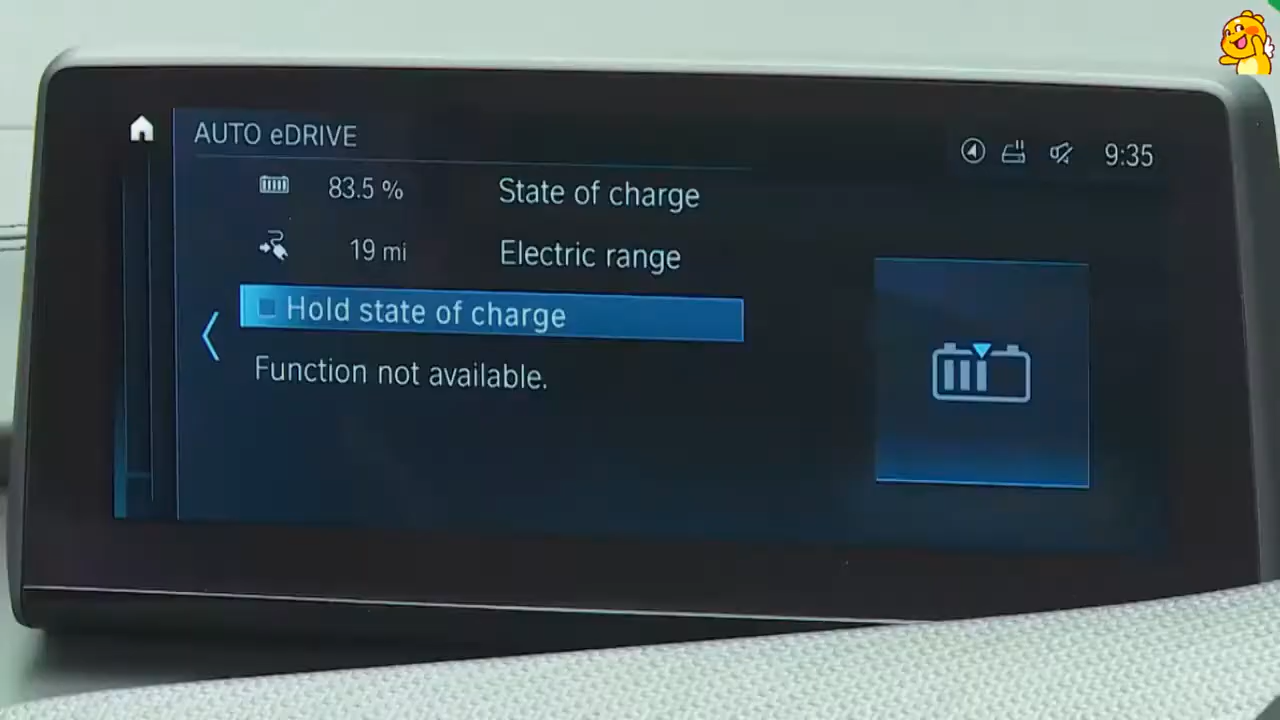 AUTO eDRIVE
9:35
83.5 % State of charge
19 mi Electric range
Hold state of charge
Function not available.